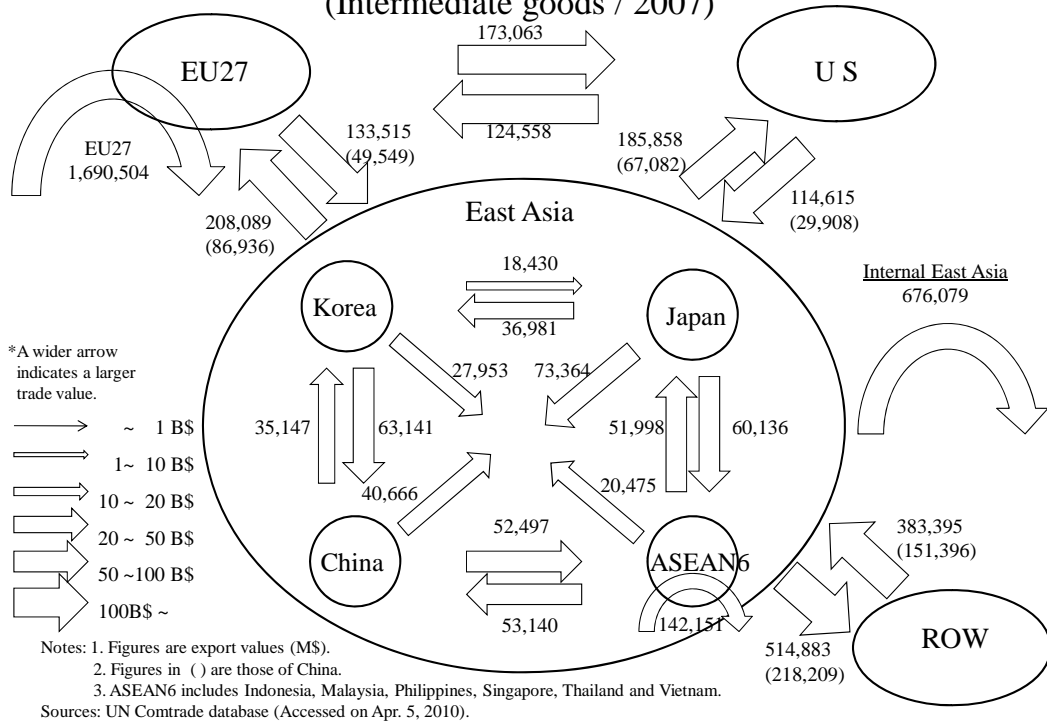 (Intermediate goods / 2007)
173,063
EU27
U S
124,558
133,515
(49,549)
185,858
(67,082)
EU27
1,690,504
114,615
(29,908)
208,089
(86,936)
East Asia
18,430
Internal East Asia
676,079
Korea
Japan
36,981
*A wider arrow
indicates a larger
trade value.
27,953
73,364
~ 1 B$
35,147
63,141
51,998
60,136
1~ 10 B$
10 ~ 20 B$
40,666
20,475
20 ~ 50 B$
52,497
383,395
(151,396)
50 ~100 B$
China
ASEAN6
100B$ ~
53,140
142,151
ROW
514,883
(218,209)
Notes: 1. Figures are export values (M$).
2. Figures in ( ) are those of China.
3. ASEAN6 includes Indonesia, Malaysia, Philippines, Singapore, Thailand and Vietnam.
Sources: UN Comtrade database (Accessed on Apr. 5, 2010).